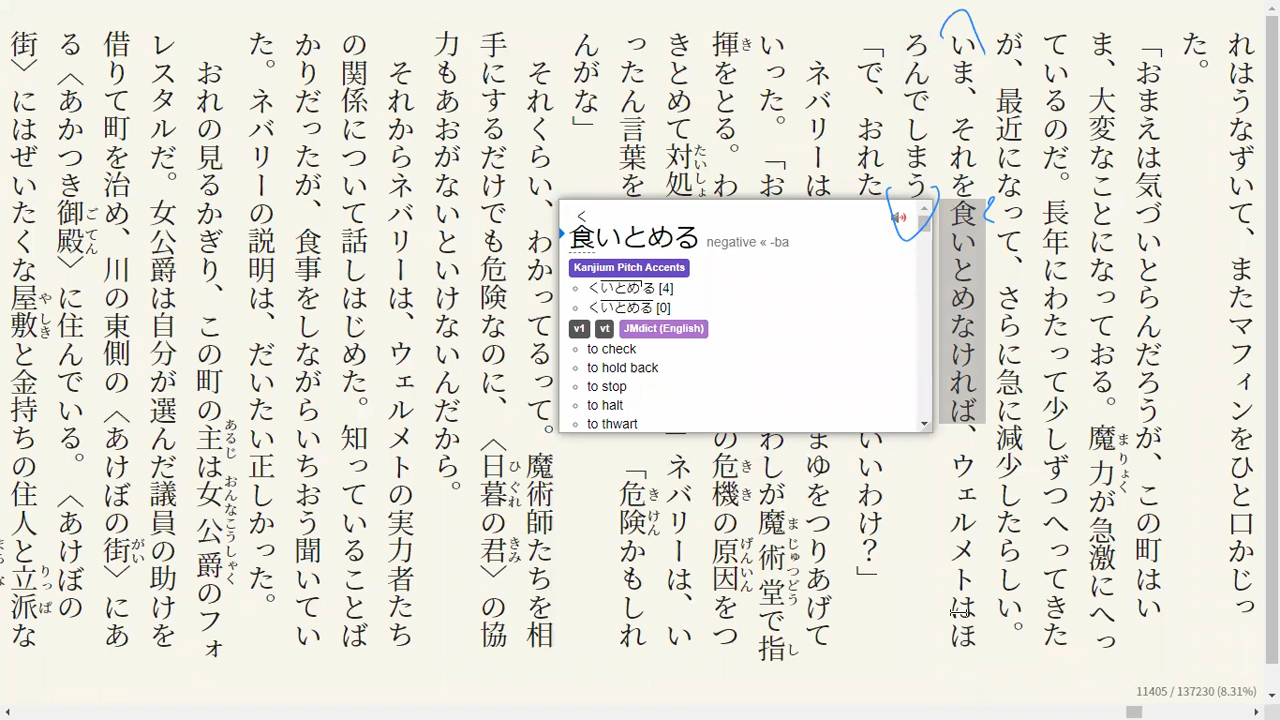 れはうなずいて、またマフィンをひと口かじっ
た。
「おまえは気づいとらんだろうが、この町はい
ま、大変なことになっておる。魔力が急激にへっ
ているのだ。長年にわたって少しずつへってきた
が、最近になって、さらに急に減少したらしい。
いま、それを食いとめなければ、ウェルメトはほ
ろんでしまう
「で、おれた いいわけ？」
ネバリーは まゆをつりあげて
いった。「お わしが魔術堂で指
揮をとる。わ の危機の原因をつ
きとめて対処 」ネバリーは、い
ったん言葉を 「危険かもしれ
んがな」
それくらい、わかってるって。魔術師たちを相
手にするだけでも危険なのに、〈日暮の君〉の協
力もあおがないといけないんだから。
それからネバリーは、ウェルメトの実力者たち
の関係について話しはじめた。知っていることば
かりだったが、食事をしながらいちおう聞いてい
た。ネバリーの説明は、だいたい正しかった。
おれの見るかぎり、この町の主は女公爵のフォ
レスタルだ。女公爵は自分が選んだ議員の助けを
借りて町を治め、川の東側の〈あけぼの街〉にあ
る〈あかつき御殿〉に住んでいる。〈あけぼの
街〉にはぜいたくな屋敷と金持ちの住人と立派な
く
食いとめる negative « -ba
Kanjium Pitch Accents
くいとめる [4]
くいとめる [0]
v1 vt JMdict (English)
to check
to hold back
to stop
to halt
to thwart
11405 / 137230 (8.31%)